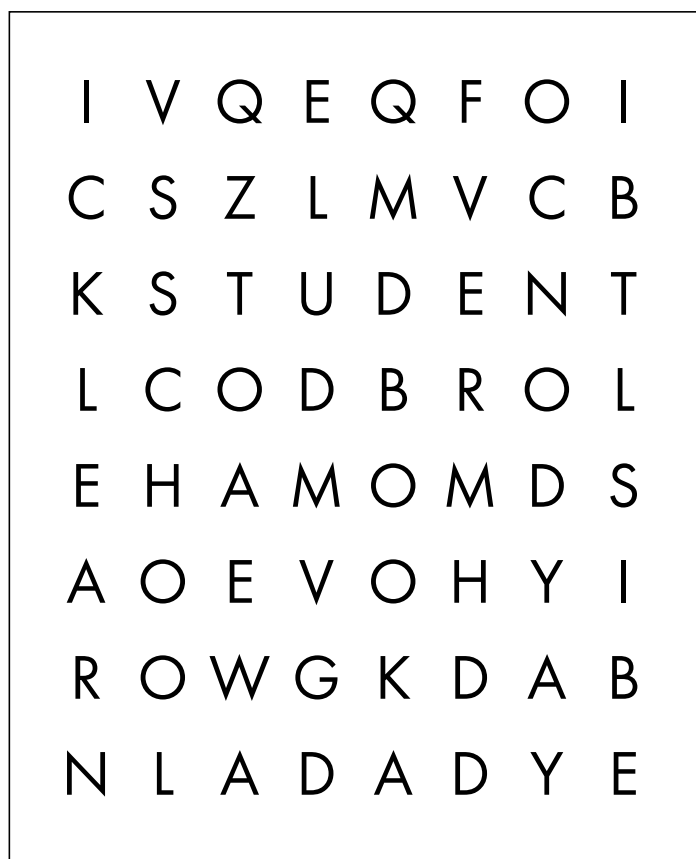 I V Q E Q F O I
C S Z L M V C B
K S T U D E N T
L C O D B R O L
E H A M O M D S
A O E V O H Y I
R O W G K D A B
N L A D A D Y E